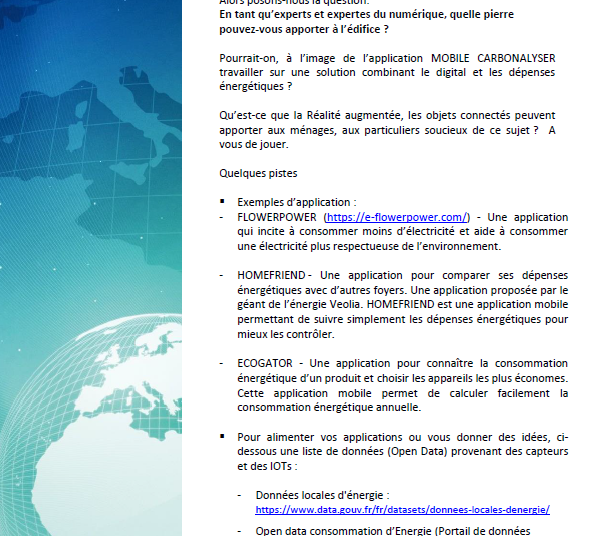 Alors posons-nous la question:
En tant qu'experts et expertes du numérique, quelle pierre
pouvez-vous apporter à l'édifice ?
Pourrait-on, à l'image de l'application MOBILE CARBONALYSER
travailler sur une solution combinant le digital et les dépenses
énergétiques ?
Qu'est-ce que la Réalité augmentée, les objets connectés peuvent
apporter aux ménages, aux particuliers soucieux de ce sujet ? A
vous de jouer.
Quelques pistes
▪ Exemples d'application :
- FLOWERPOWER (https://e-flowerpower.com/) - Une application
qui incite à consommer moins d'électricité et aide à consommer
une électricité plus respectueuse de l'environnement.
- HOMEFRIEND - Une application pour comparer ses dépenses
énergétiques avec d'autres foyers. Une application proposée par le
géant de l'énergie Veolia. HOMEFRIEND est une application mobile
permettant de suivre simplement les dépenses énergétiques pour
mieux les contrôler.
- ECOGATOR - Une application pour connaître la consommation
énergétique d'un produit et choisir les appareils les plus économes.
Cette application mobile permet de calculer facilement la
consommation énergétique annuelle.
▪ Pour alimenter vos applications ou vous donner des idées, ci-
dessous une liste de données (Open Data) provenant des capteurs
et des IOTs :
- Données locales d'énergie :
https://www.data.gouv.fr/fr/datasets/donnees-locales-denergie/
- Open data consommation d'Energie (Portail de données